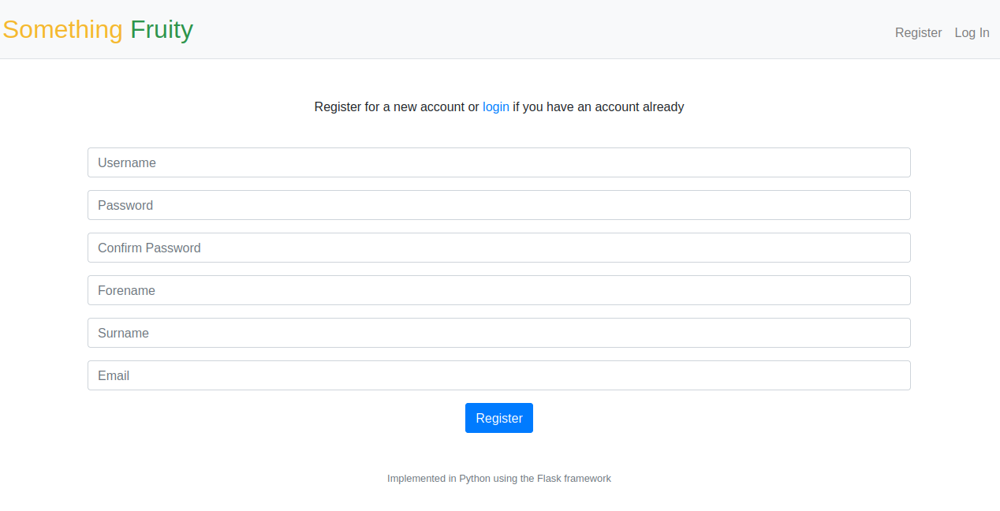 Something Fruity
Register Log In
Register for a new account or login if you have an account already
Username
Password
Confirm Password
Forename
Surname
Email
Register
Implemented in Python using the Flask framework